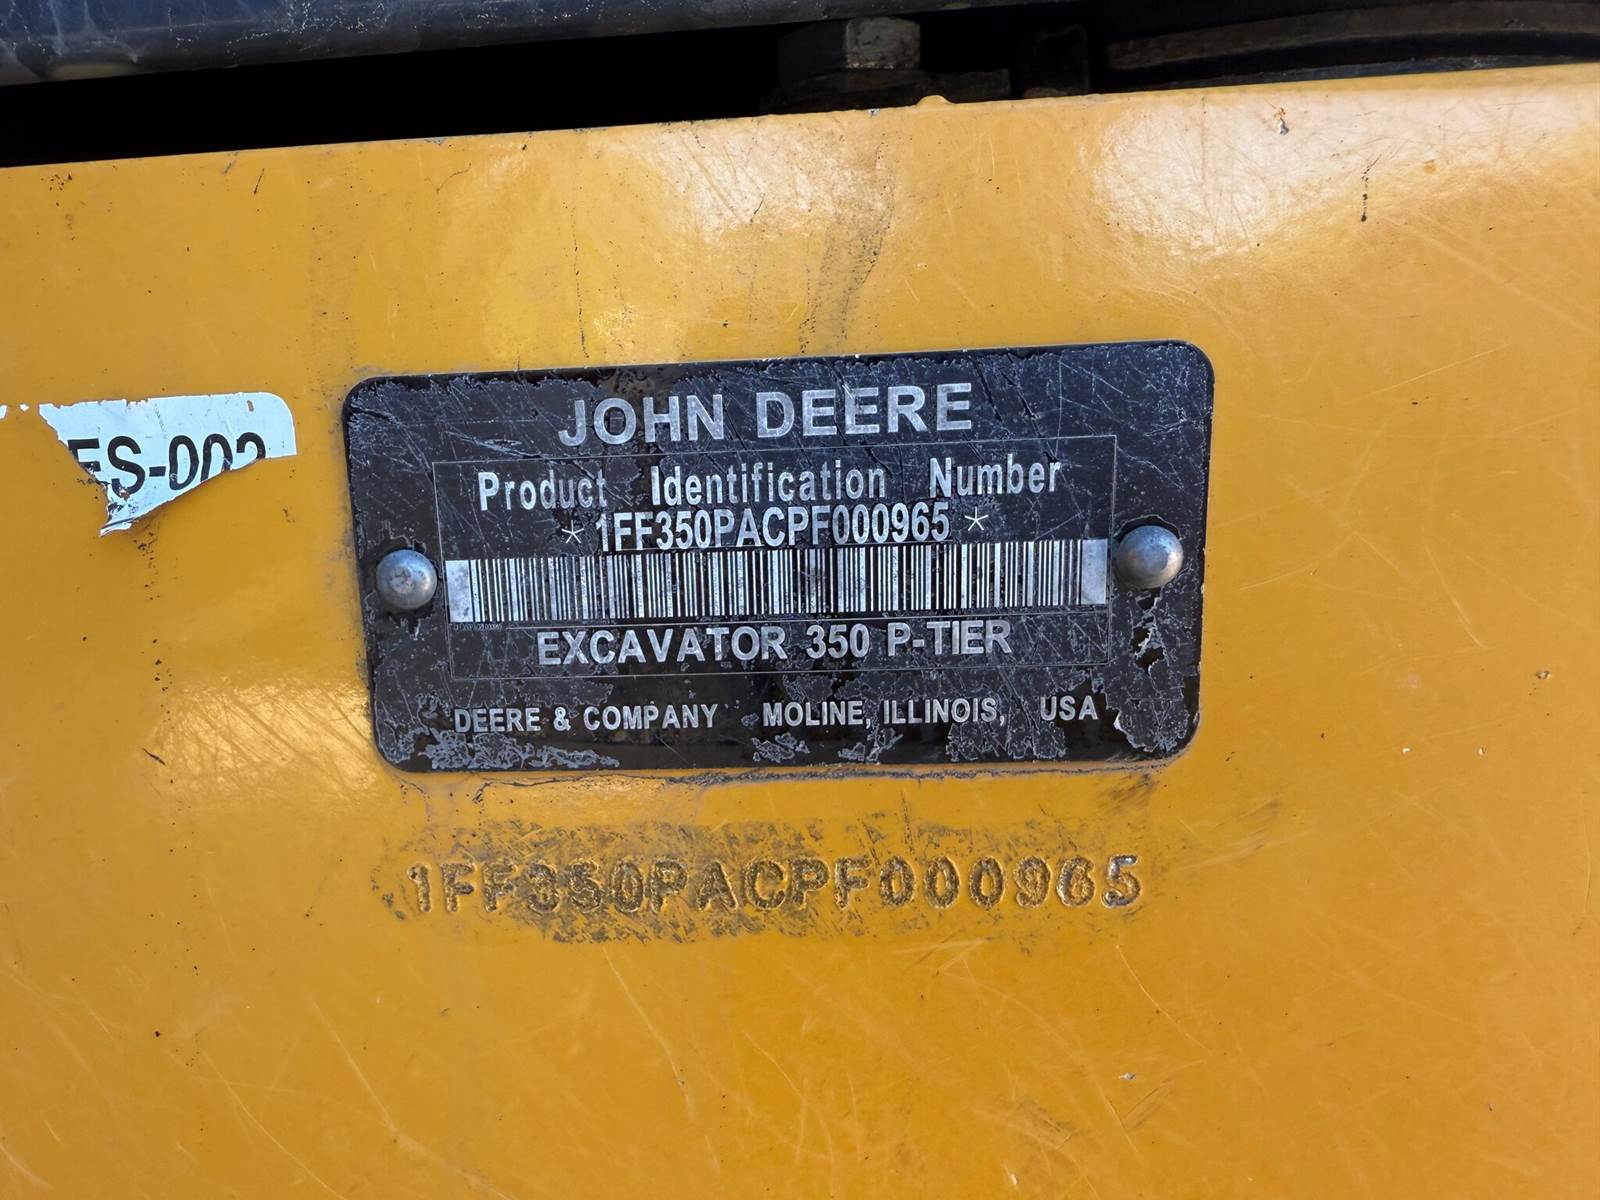 JOHN DEERE
Product Identification Number
* 1FF350PACPF000965 *
EXCAVATOR 350 P-TIER
DEERE & COMPANY MOLINE, ILLINOIS, USA
ES-002
1FF350PACPF000965